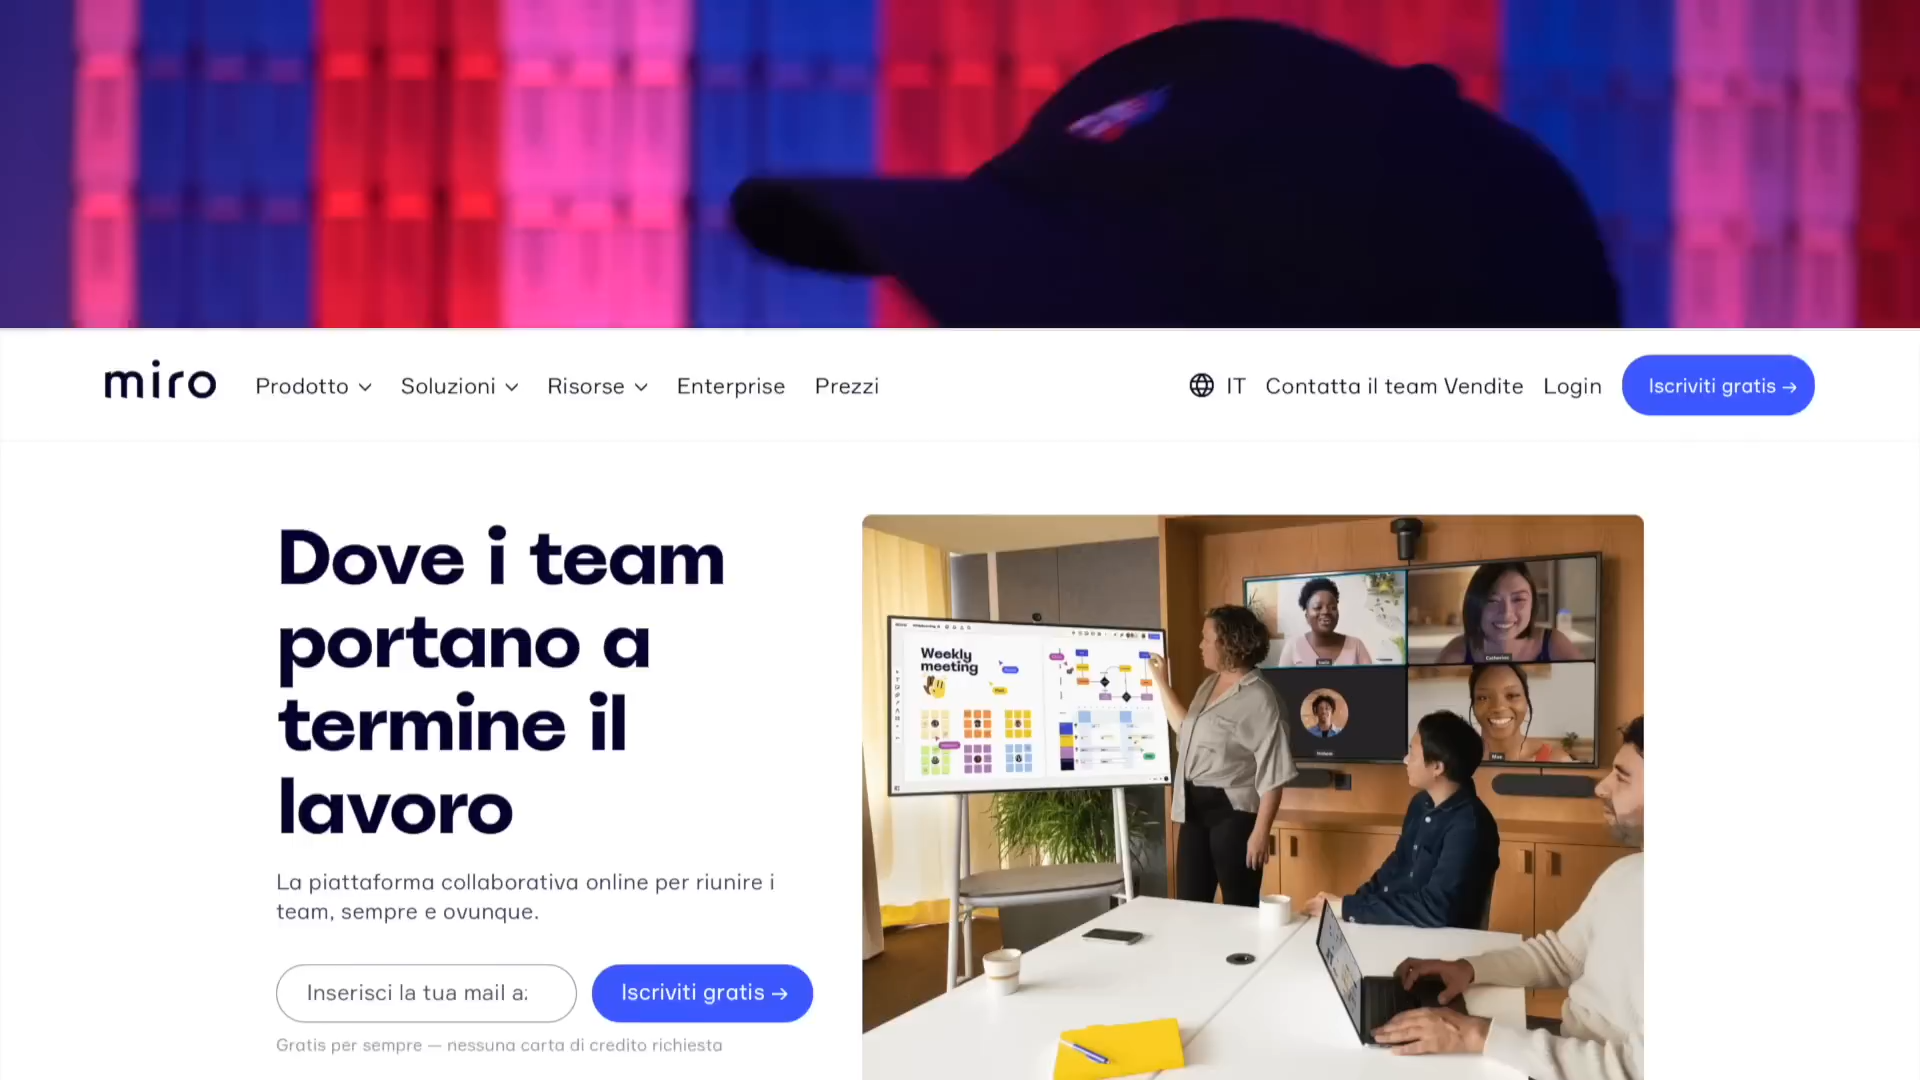 miro
Prodotto
Soluzioni
Risorse
Enterprise
Prezzi
IT
Contatta il team Vendite
Login
Iscriviti gratis →
Dove i team
portano a
termine il
lavoro
La piattaforma collaborativa online per riunire i
team, sempre e ovunque.
Inserisci la tua mail a
Iscriviti gratis →
Gratis per sempre — nessuna carta di credito richiesta
Weekly
meeting